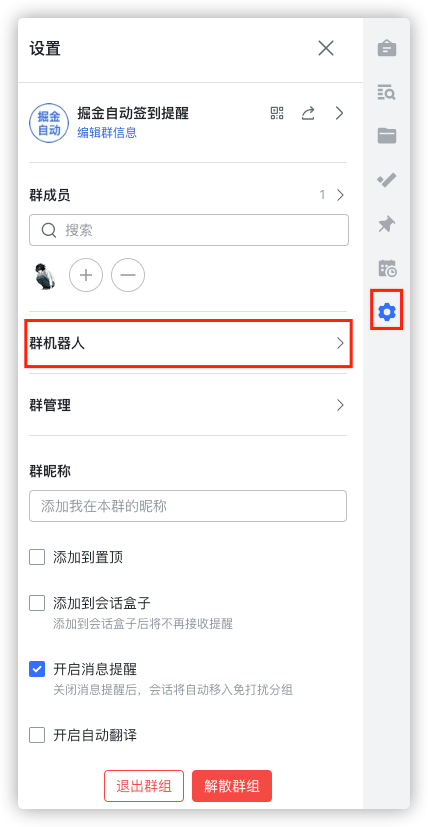 设置
掘金
自动
掘金自动签到提醒
编辑群信息
群成员 1
搜索
群机器人
群管理
群昵称
添加我在本群的昵称
添加到置顶
添加到会话盒子
添加到会话盒子后将不再接收提醒
开启消息提醒
关闭消息提醒后，会话将自动移入免打扰分组
开启自动翻译
退出群组 解散群组